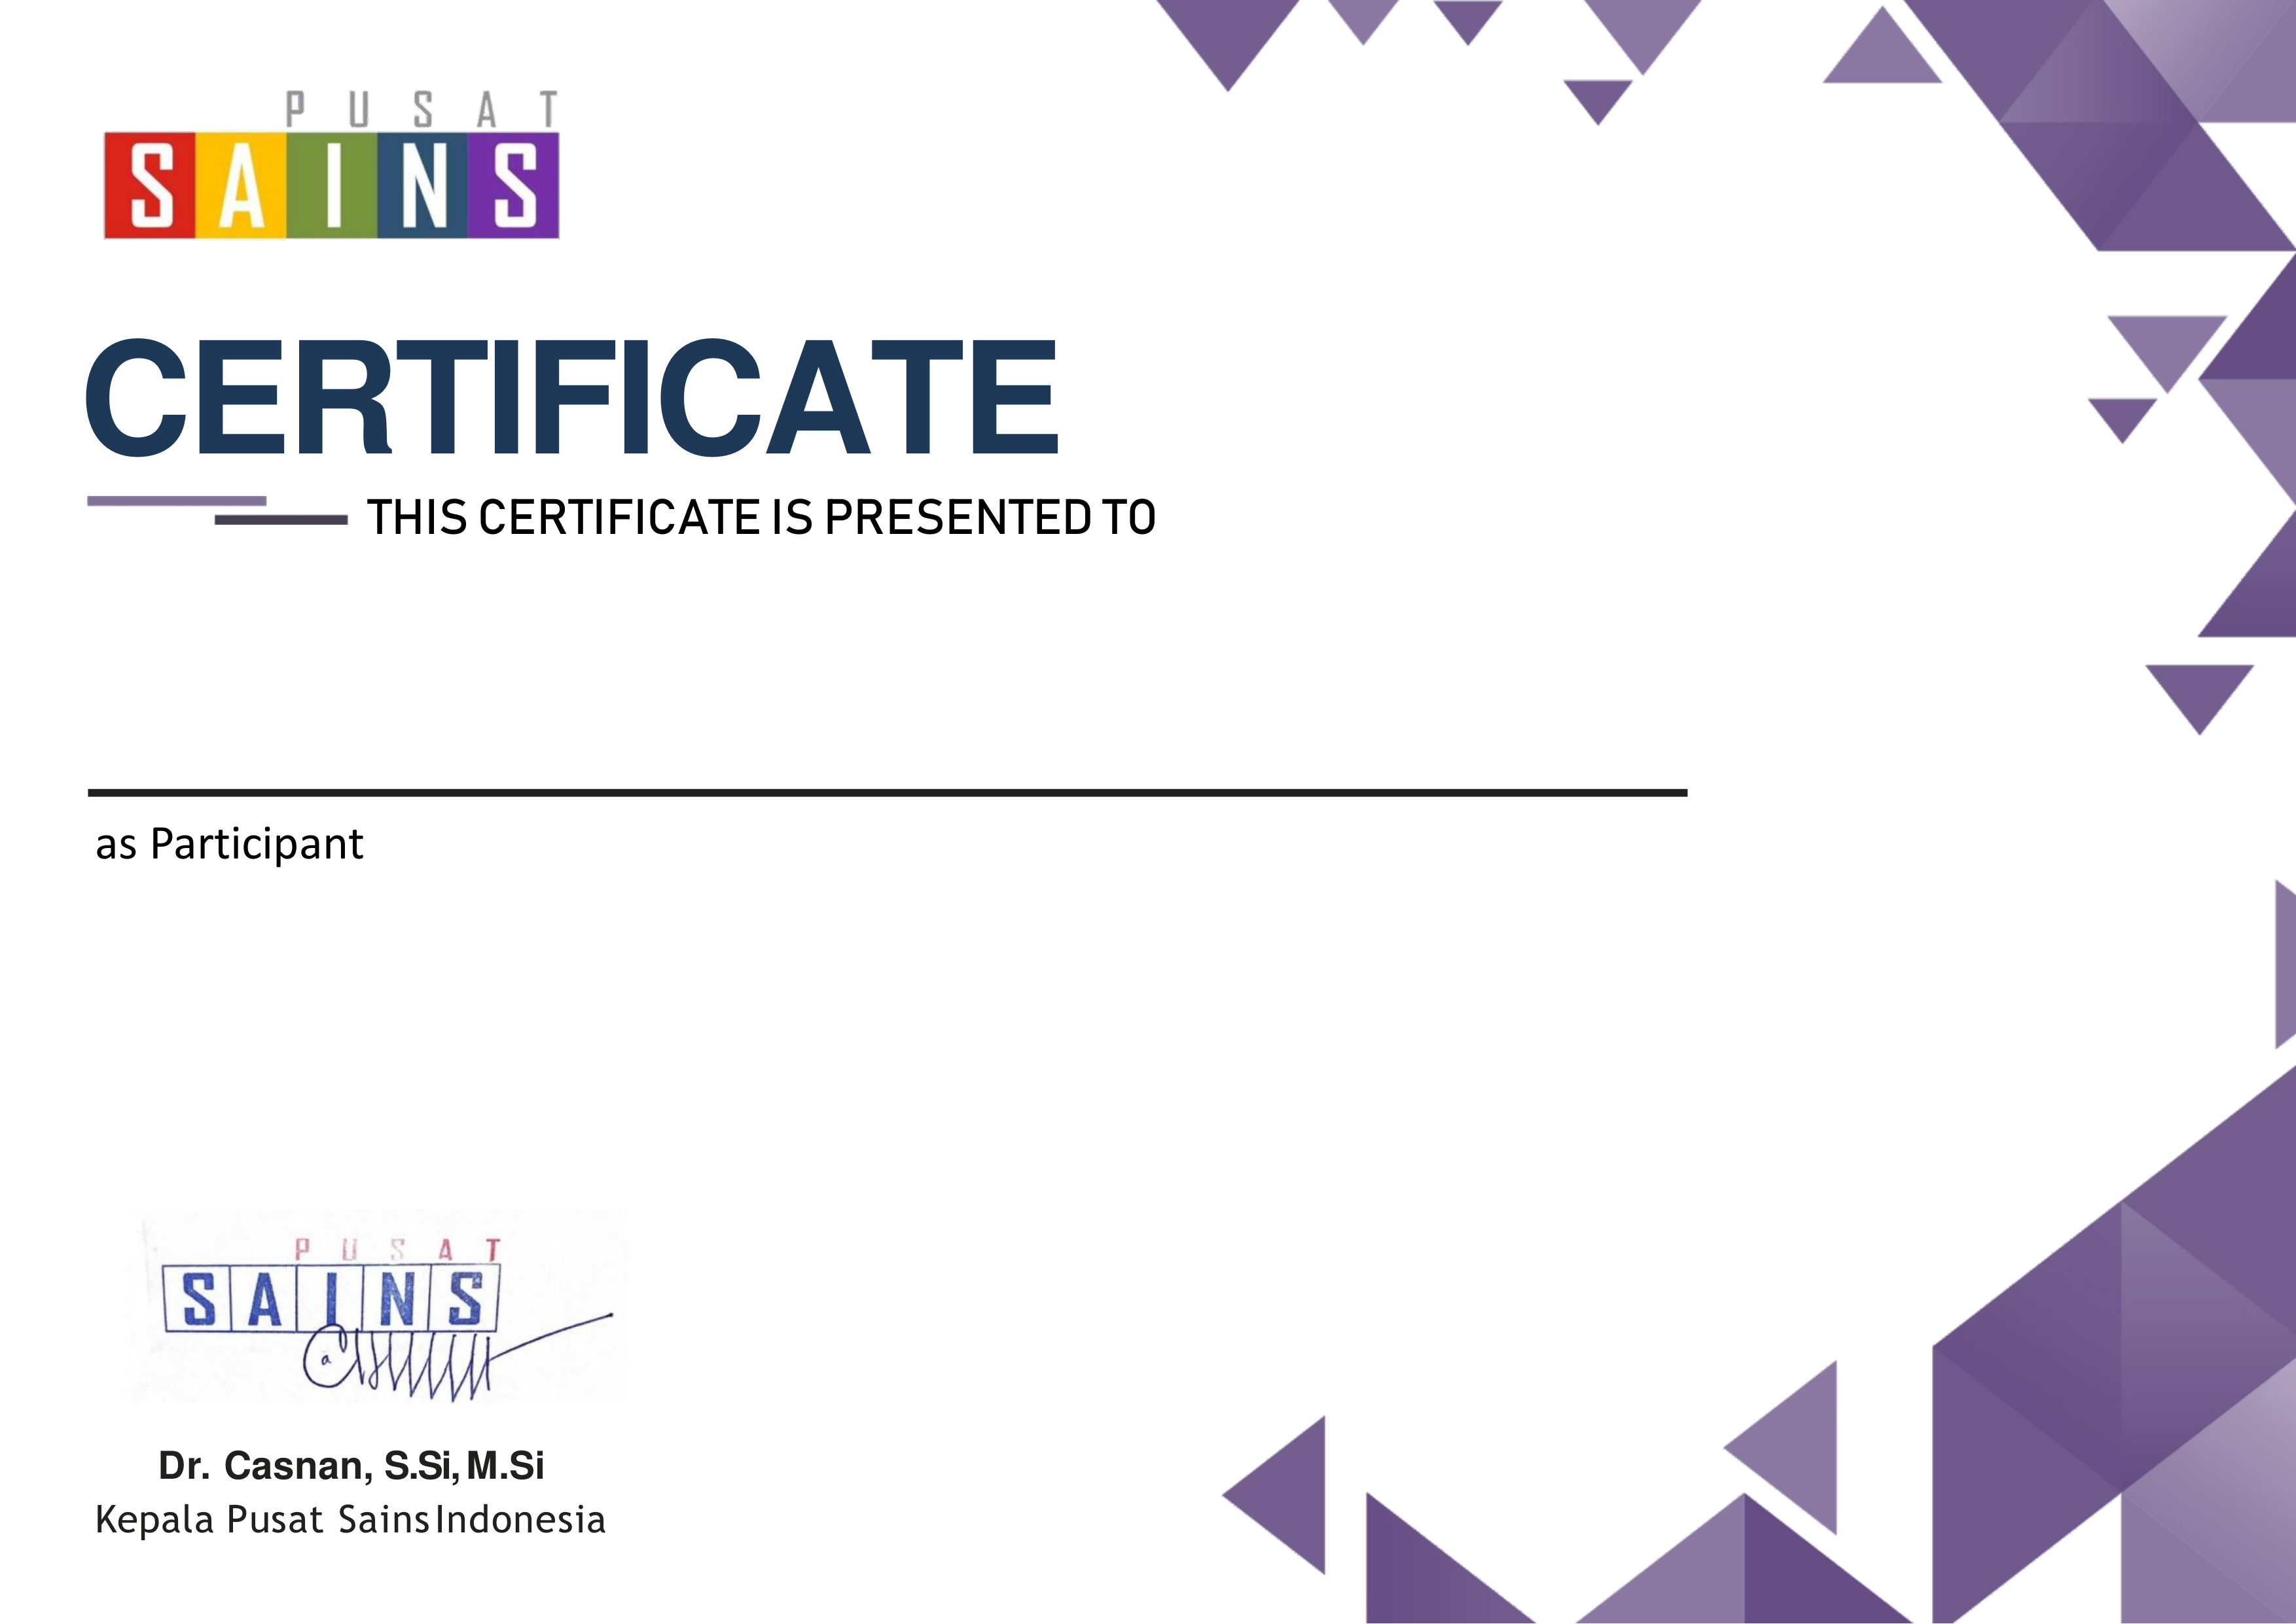 PUSAT
SAINS
CERTIFICATE
THIS CERTIFICATE IS PRESENTED TO
as Participant
PUSAT
SAINS
Dr. Casnan, S.Si,M.Si
Kepala Pusat Sains Indonesia